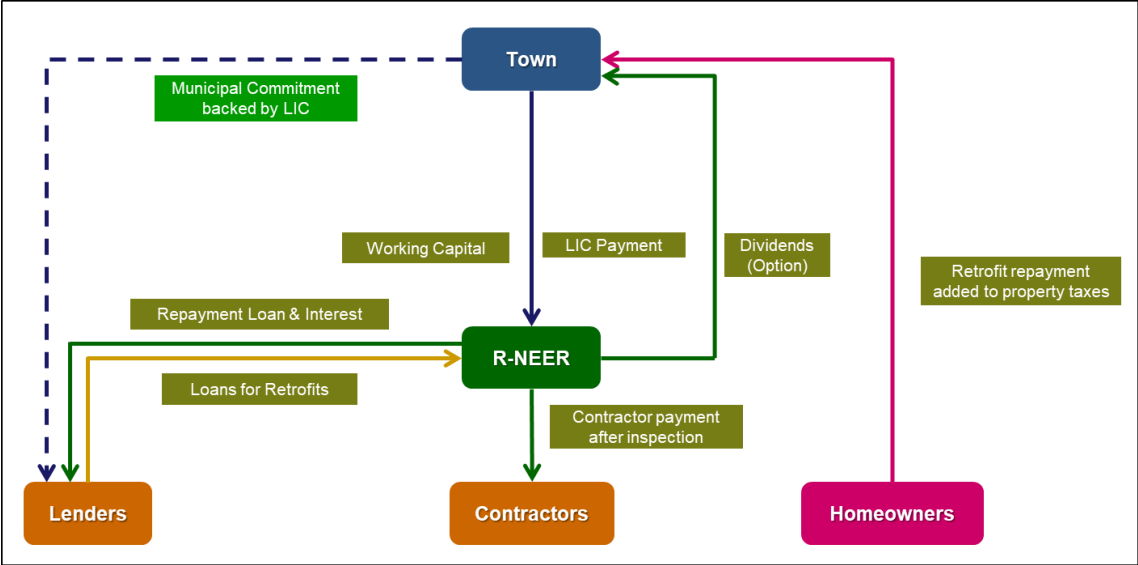 Town
Municipal Commitment
backed by LIC
Working Capital
LIC Payment
Dividends
(Option)
Retrofit repayment
added to property taxes
Repayment Loan & Interest
R-NEER
Loans for Retrofits
Contractor payment
after inspection
Lenders
Contractors
Homeowners